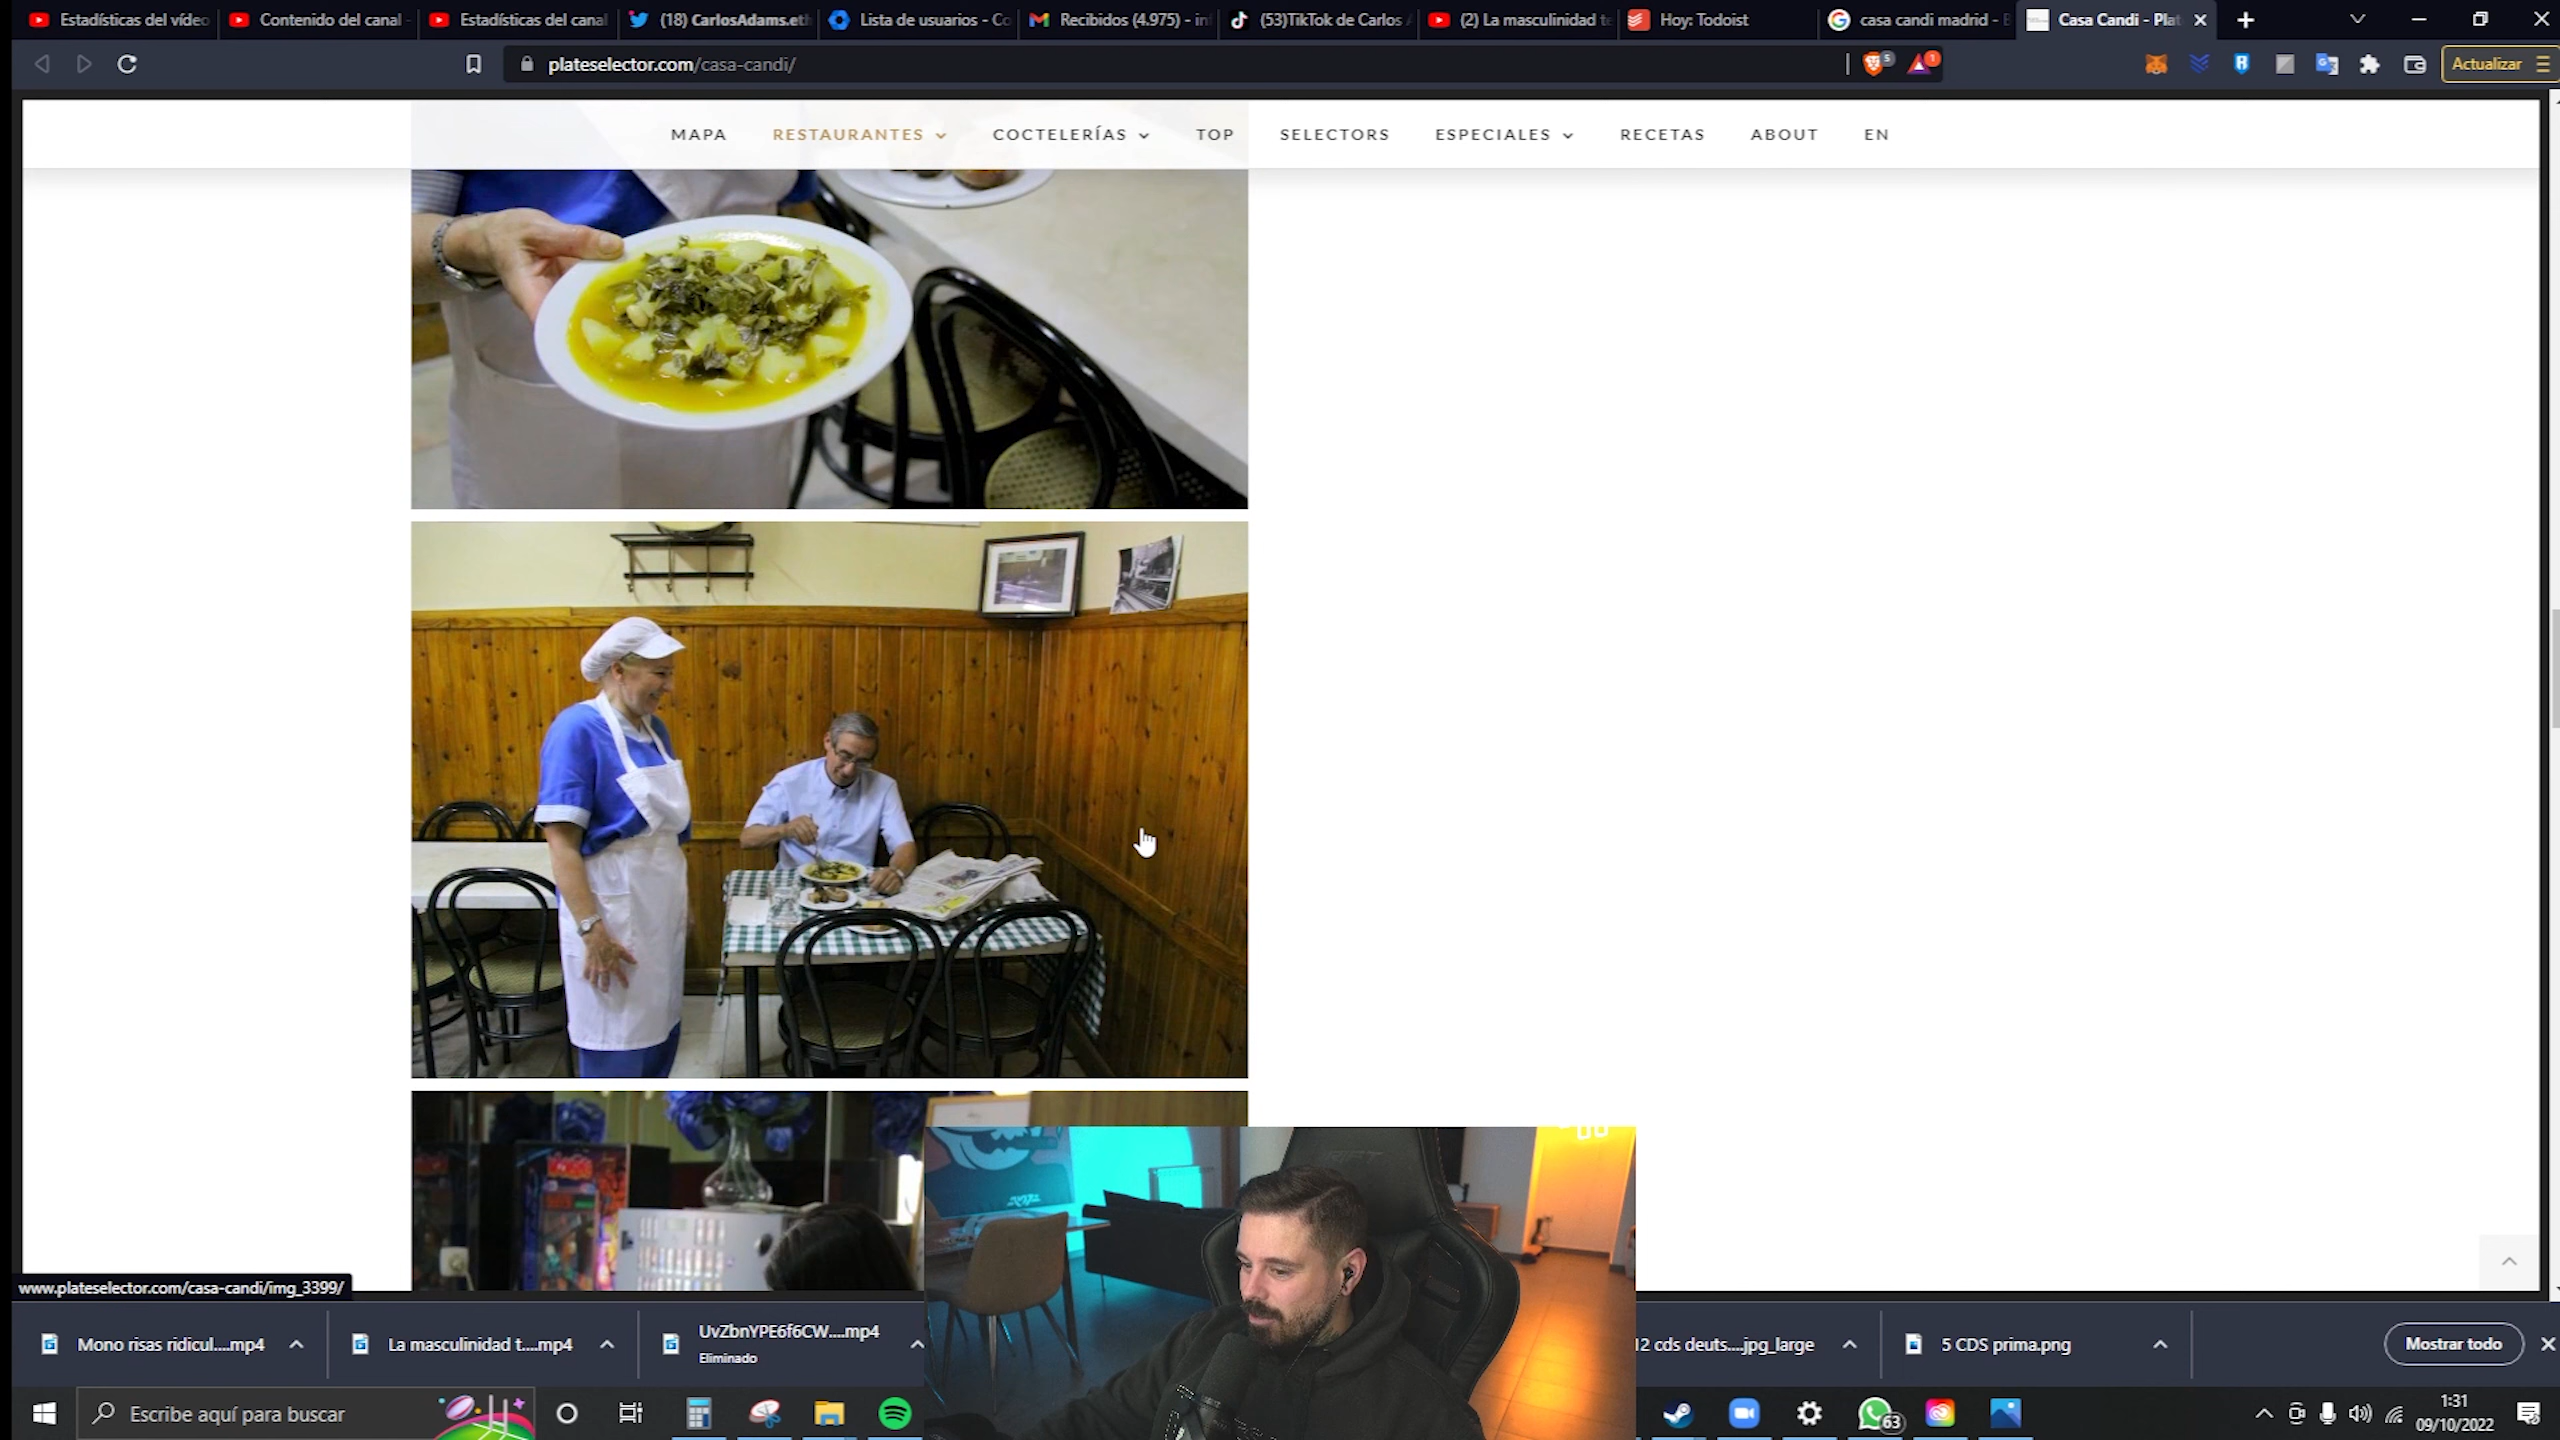 Estadísticas del vídeo
Contenido del canal -
Estadísticas del canal
(18) CarlosAdams.eth
Lista de usuarios - Co
Recibidos (4.975) - in
(53)TikTok de Carlos
(2) La masculinidad t
Hoy: Todoist
casa candi madrid -
Casa Candi - Plat
plateselector.com/casa-candi/
5
1
Actualizar
MAPA
RESTAURANTES
COCTELERÍAS
TOP
SELECTORS
ESPECIALES
RECETAS
ABOUT
EN
www.plateselector.com/casa-candi/img_3399/
Mono risas ridicul....mp4
La masculinidad t....mp4
UvZbnYPE6f6CW....mp4
Eliminado
12 cds deuts....jpg_large
5 CDS prima.png
Mostrar todo
Escribe aquí para buscar
63
1:31
09/10/2022